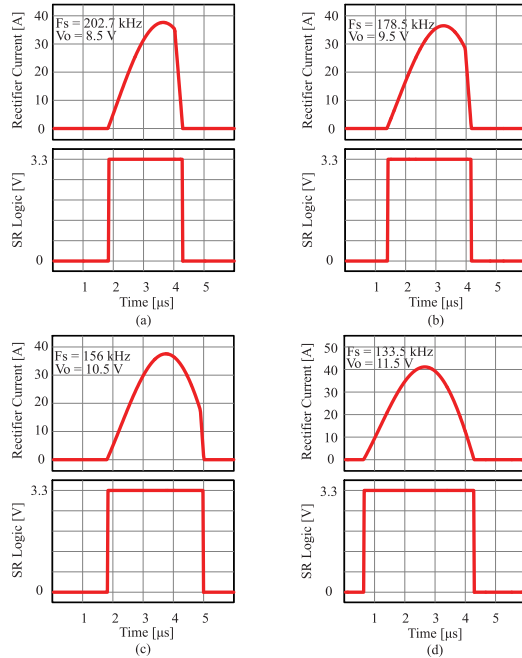 Rectifier Current [A]
40
30
20
10
0
Fs = 202.7 kHz
Vo = 8.5 V
SR Logic [V]
3.3
0
1 2 3 4 5
Time [µs]
(a)
Rectifier Current [A]
40
30
20
10
0
Fs = 178.5 kHz
Vo = 9.5 V
SR Logic [V]
3.3
0
1 2 3 4 5
Time [µs]
(b)
Rectifier Current [A]
40
30
20
10
0
Fs = 156 kHz
Vo = 10.5 V
SR Logic [V]
3.3
0
1 2 3 4 5
Time [µs]
(c)
Rectifier Current [A]
50
40
30
20
10
0
Fs = 133.5 kHz
Vo = 11.5 V
SR Logic [V]
3.3
0
1 2 3 4 5
Time [µs]
(d)